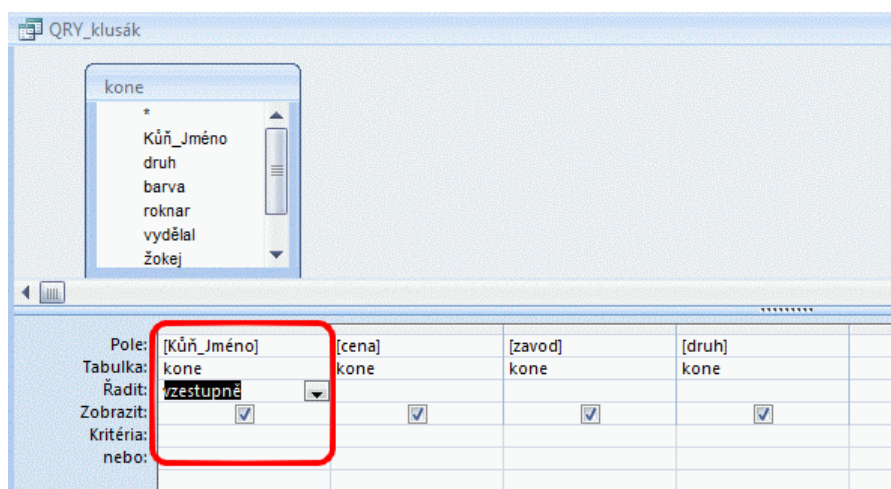 QRY_klusák
kone
*
Kůň_Jméno
druh
barva
roknar
vydělal
žokej
Pole: [Kůň_Jméno] [cena] [zavod] [druh]
Tabulka: kone kone kone kone
Řadit: vzestupně
Zobrazit:
Kritéria:
nebo: